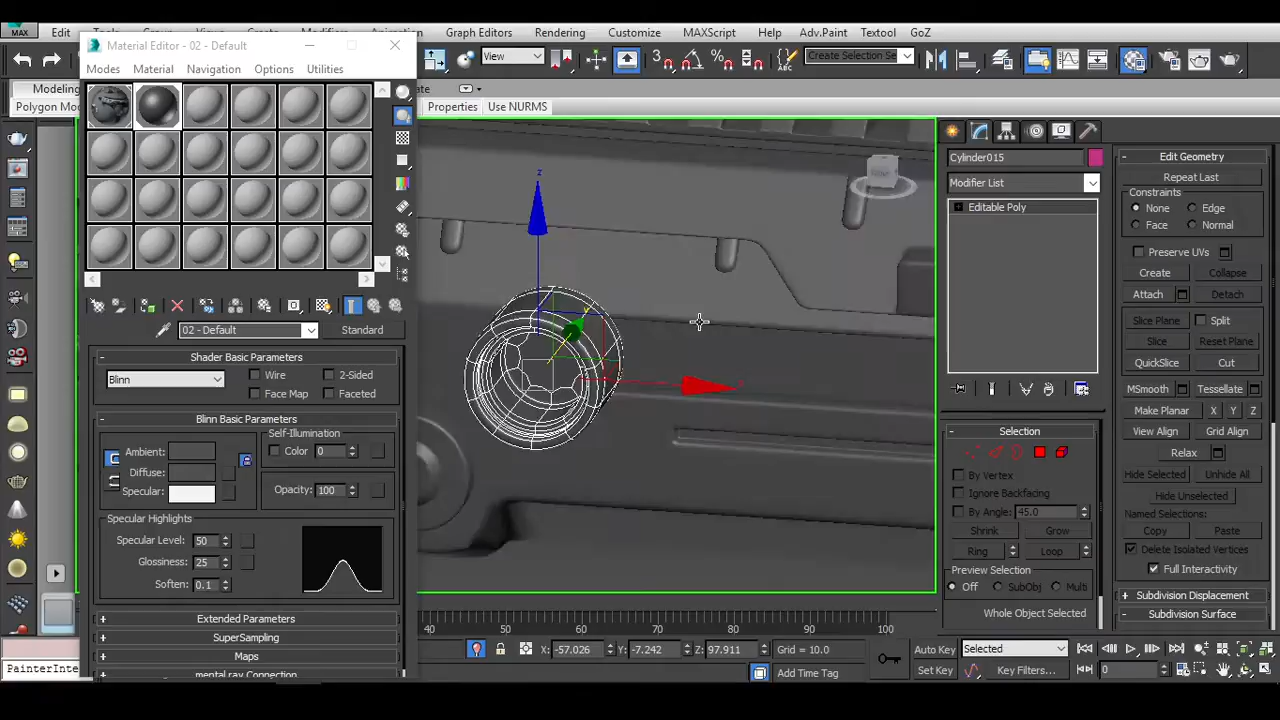 MAX
Edit
Graph Editors Rendering Customize MAXScript Help Adv.Paint Textool GoZ
Material Editor - 02 - Default
View
Create Selection Se
Modes Material Navigation Options Utilities
Modeling
Polygon Mo
Properties Use NURMS
Cylinder015
Modifier List
Editable Poly
Edit Geometry
Repeat Last
Constraints
None Edge
Face Normal
Preserve UVs
Create Collapse
Attach Detach
Slice Plane Split
Slice Reset Plane
QuickSlice Cut
MSmooth Tessellate
Make Planar X Y Z
View Align Grid Align
Relax
Hide Selected Unhide All
Hide Unselected
Named Selections:
Copy Paste
Delete Isolated Vertices
Full Interactivity
Subdivision Displacement
Subdivision Surface
Selection
By Vertex
Ignore Backfacing
By Angle: 45.0
Shrink Grow
Ring Loop
Preview Selection
Off SubObj Multi
Whole Object Selected
z
02 - Default Standard
Shader Basic Parameters
Blinn Wire 2-Sided
Face Map Faceted
Blinn Basic Parameters
Self-Illumination
Ambient: Color 0
Diffuse:
Specular: Opacity: 100
Specular Highlights
Specular Level: 50
Glossiness: 25
Soften: 0.1
Extended Parameters
SuperSampling
Maps
mental ray Connection
40 50 60 70 80 90 100
X: -57.026 Y: -7.242 Z: 97.911 Grid = 10.0
Add Time Tag
Auto Key Selected
Set Key Key Filters... 0
PainterInte